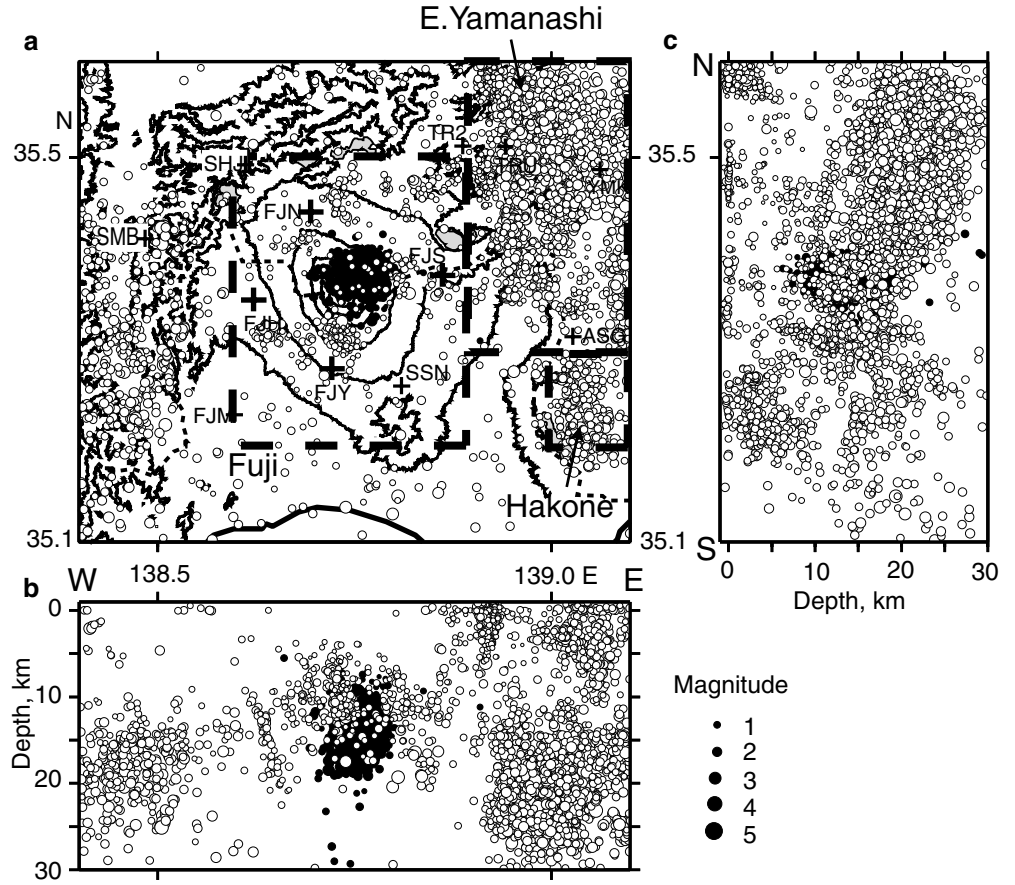 E.Yamanashi
a
c
N
N
TR2
35.5
35.5
SH
TRU
YMK
FJN
SMB
FJS
FJH
ASG
FJY
SSN
FJM
Fuji
Hakone
35.1
35.1
S
W
138.5
139.0 E
E
0
10
20
30
Depth, km
b
0
10
20
30
Depth, km
Magnitude
1
2
3
4
5